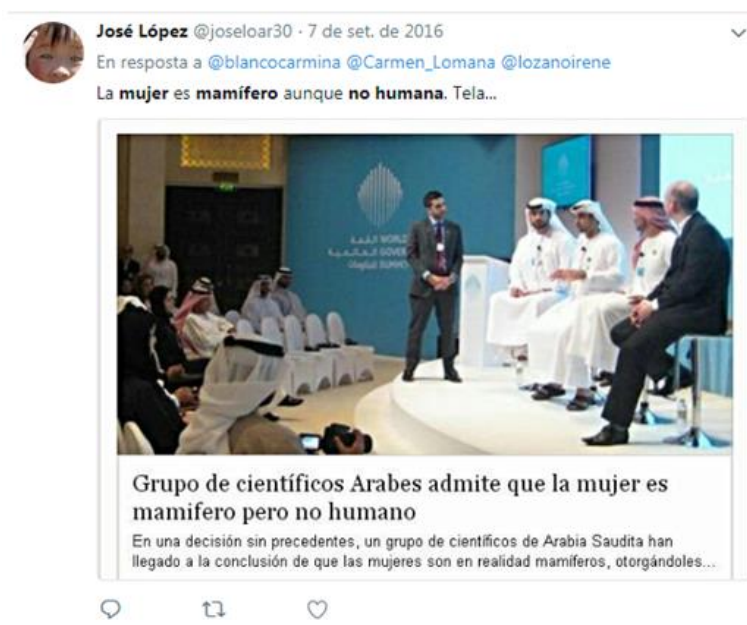 José López @joseloar30 · 7 de set. de 2016
En resposta a @blancocarmina @Carmen_Lomana @lozanoirene
La mujer es mamífero aunque no humana. Tela...
WORLD
Grupo de científicos Arabes admite que la mujer es
mamifero pero no humano
En una decisión sin precedentes, un grupo de científicos de Arabia Saudita han
llegado a la conclusión de que las mujeres son en realidad mamíferos, otorgándoles...